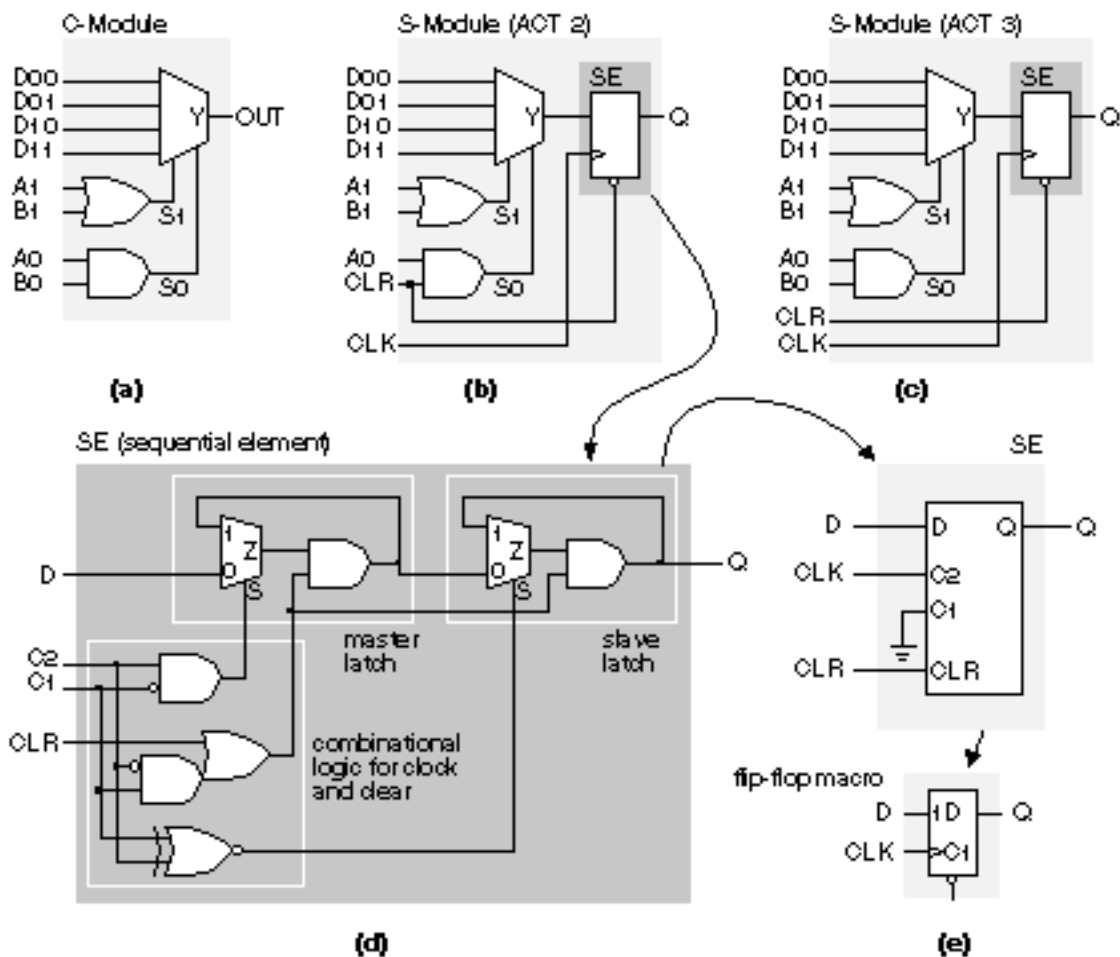 C-Module
D00
D01
D10
D11
A1
B1
A0
B0
Y
OUT
S1
S0
(a)
S-Module (ACT 2)
D00
D01
D10
D11
A1
B1
A0
CLR
CLK
Y
S1
S0
SE
Q
(b)
S-Module (ACT 3)
D00
D01
D10
D11
A1
B1
A0
B0
CLR
CLK
Y
S1
S0
SE
Q
(c)
SE (sequential element)
D
1
0
Z
S
master
latch
1
0
Z
S
slave
latch
Q
C2
C1
CLR
combinational
logic for clock
and clear
(d)
SE
D
CLK
CLR
D
C2
C1
CLR
Q
Q
flip-flop macro
D
CLK
1D
C1
Q
(e)